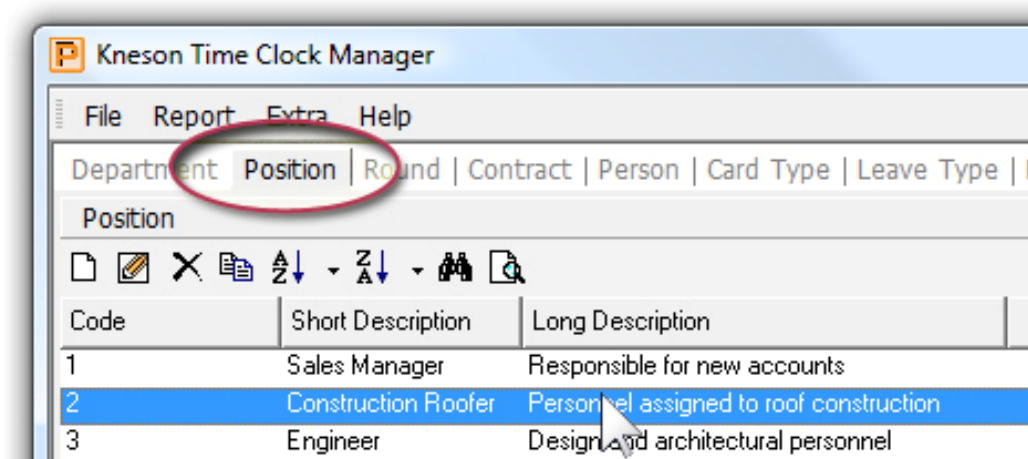 Kneson Time Clock Manager
File Report Extra Help
Department Position | Round | Contract | Person | Card Type | Leave Type |
Position
Code Short Description Long Description
1 Sales Manager Responsible for new accounts
2 Construction Roofer Personnel assigned to roof construction
3 Engineer Design and architectural personnel